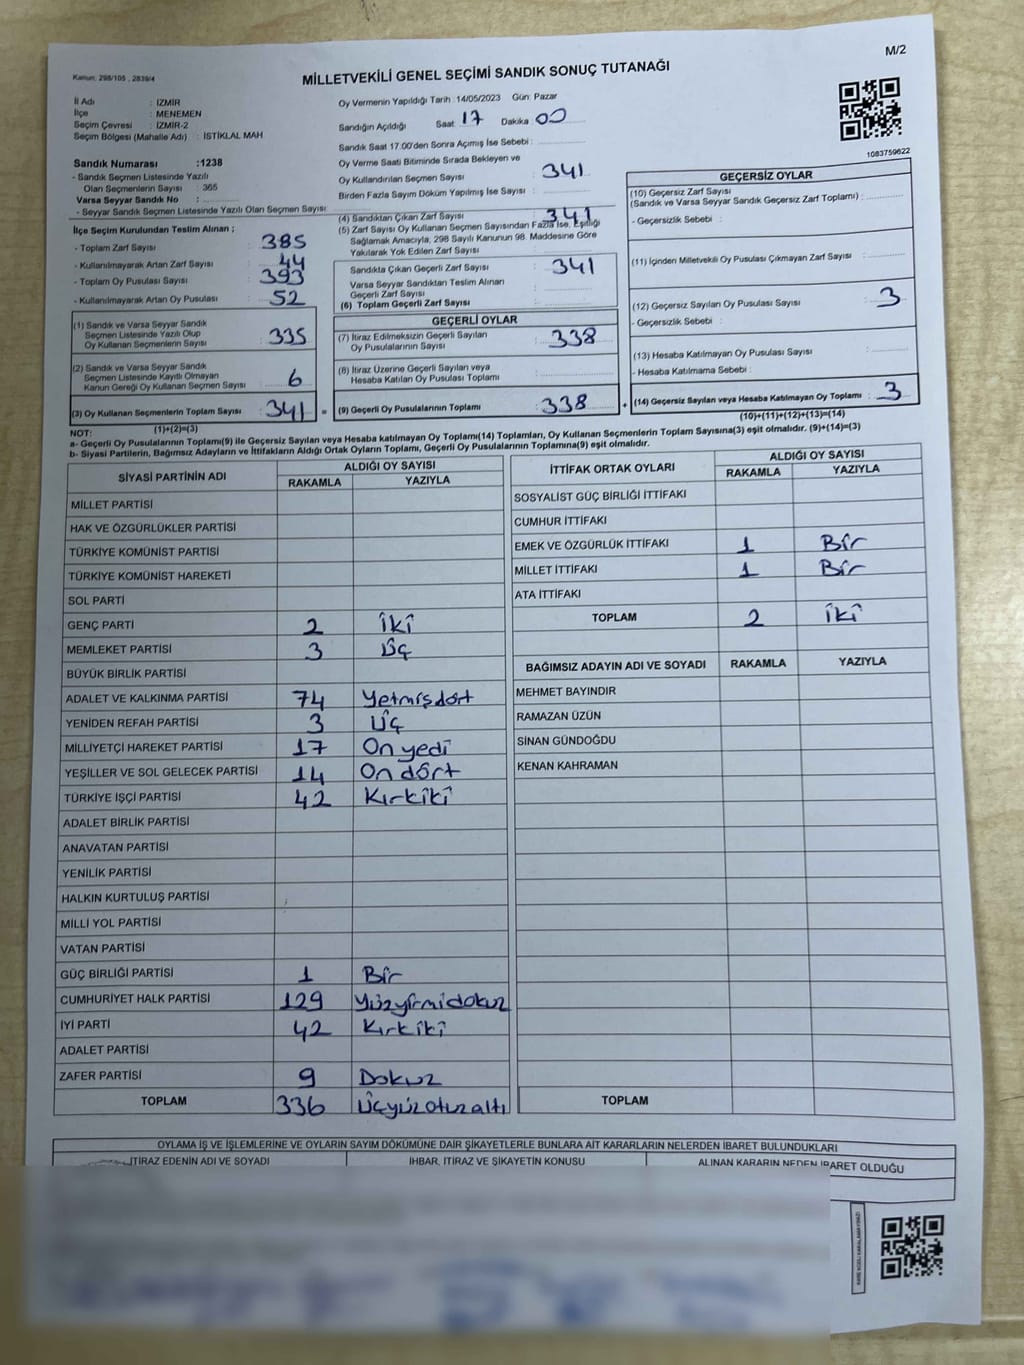 M/2
Kanun: 298/105 , 2839/4
MİLLETVEKİLİ GENEL SEÇİMİ SANDIK SONUÇ TUTANAĞI
İl Adı : İZMİR
İlçe : MENEMEN
Seçim Çevresi : İZMİR-2
Seçim Bölgesi (Mahalle Adı) : İSTİKLAL MAH
Sandık Numarası :1238
- Sandık Seçmen Listesinde Yazılı
Olan Seçmenlerin Sayısı : 365
Varsa Seyyar Sandık No :
- Seyyar Sandık Seçmen Listesinde Yazılı Olan Seçmen Sayısı:
İlçe Seçim Kurulundan Teslim Alınan ;
- Toplam Zarf Sayısı : 385
- Kullanılmayarak Artan Zarf Sayısı : 44
- Toplam Oy Pusulası Sayısı : 393
- Kullanılmayarak Artan Oy Pusulası : 52
(1) Sandık ve Varsa Seyyar Sandık
Seçmen Listesinde Yazılı Olup
Oy Kullanan Seçmenlerin Sayısı : 335
(2) Sandık ve Varsa Seyyar Sandık
Seçmen Listesinde Kayıtlı Olmayan
Kanun Gereği Oy Kullanan Seçmen Sayısı : 6
(3) Oy Kullanan Seçmenlerin Toplam Sayısı : 341 =
(1)+(2)=(3)
Oy Vermenin Yapıldığı Tarih :14/05/2023 Gün: Pazar
Sandığın Açıldığı Saat 17 Dakika 00
Sandık Saat 17.00'den Sonra Açılmış İse Sebebi :
Oy Verme Saati Bitiminde Sırada Bekleyen ve
Oy Kullandırılan Seçmen Sayısı : 341
Birden Fazla Sayım Döküm Yapılmış İse Sayısı :
(4) Sandıktan Çıkan Zarf Sayısı : 341
(5) Zarf Sayısı Oy Kullanan Seçmen Sayısından Fazla İse, Eşitliği
Sağlamak Amacıyla, 298 Sayılı Kanunun 98. Maddesine Göre
Yakılarak Yok Edilen Zarf Sayısı :
Sandıkta Çıkan Geçerli Zarf Sayısı : 341
Varsa Seyyar Sandıktan Teslim Alınan
Geçerli Zarf Sayısı :
(6) Toplam Geçerli Zarf Sayısı :
GEÇERLİ OYLAR
(7) İtiraz Edilmeksizin Geçerli Sayılan
Oy Pusulalarının Sayısı : 338
(8) İtiraz Üzerine Geçerli Sayılan veya
Hesaba Katılan Oy Pusulası Toplamı :
(9) Geçerli Oy Pusulalarının Toplamı : 338 +
1083759822
GEÇERSİZ OYLAR
(10) Geçersiz Zarf Sayısı
(Sandık ve Varsa Seyyar Sandık Geçersiz Zarf Toplamı) :
- Geçersizlik Sebebi :
(11) İçinden Milletvekili Oy Pusulası Çıkmayan Zarf Sayısı :
(12) Geçersiz Sayılan Oy Pusulası Sayısı : 3
- Geçersizlik Sebebi :
(13) Hesaba Katılmayan Oy Pusulası Sayısı :
- Hesaba Katılmama Sebebi :
(14) Geçersiz Sayılan veya Hesaba Katılmayan Oy Toplamı : 3
(10)+(11)+(12)+(13)=(14)
NOT:
a- Geçerli Oy Pusulalarının Toplamı(9) ile Geçersiz Sayılan veya Hesaba katılmayan Oy Toplamı(14) Toplamları, Oy Kullanan Seçmenlerin Toplam Sayısına(3) eşit olmalıdır. (9)+(14)=(3)
b- Siyasi Partilerin, Bağımsız Adayların ve İttifakların Aldığı Ortak Oyların Toplamı, Geçerli Oy Pusulalarının Toplamına(9) eşit olmalıdır.
SİYASİ PARTİNİN ADI ALDIĞI OY SAYISI
RAKAMLA YAZIYLA
MİLLET PARTİSİ
HAK VE ÖZGÜRLÜKLER PARTİSİ
TÜRKİYE KOMÜNİST PARTİSİ
TÜRKİYE KOMÜNİST HAREKETİ
SOL PARTİ
GENÇ PARTİ 2 iki
MEMLEKET PARTİSİ 3 Üç
BÜYÜK BİRLİK PARTİSİ
ADALET VE KALKINMA PARTİSİ 74 Yetmişdört
YENİDEN REFAH PARTİSİ 3 Üç
MİLLİYETÇİ HAREKET PARTİSİ 17 On yedi
YEŞİLLER VE SOL GELECEK PARTİSİ 14 On dört
TÜRKİYE İŞÇİ PARTİSİ 42 Kırkiki
ADALET BİRLİK PARTİSİ
ANAVATAN PARTİSİ
YENİLİK PARTİSİ
HALKIN KURTULUŞ PARTİSİ
MİLLİ YOL PARTİSİ
VATAN PARTİSİ
GÜÇ BİRLİĞİ PARTİSİ 1 Bir
CUMHURİYET HALK PARTİSİ 129 Yüzyirmidokuz
İYİ PARTİ 42 Kırkiki
ADALET PARTİSİ
ZAFER PARTİSİ 9 Dokuz
TOPLAM 336 Üçyüzotuzaltı
İTTİFAK ORTAK OYLARI ALDIĞI OY SAYISI
RAKAMLA YAZIYLA
SOSYALİST GÜÇ BİRLİĞİ İTTİFAKI
CUMHUR İTTİFAKI
EMEK VE ÖZGÜRLÜK İTTİFAKI 1 Bir
MİLLET İTTİFAKI 1 Bir
ATA İTTİFAKI
TOPLAM 2 iki
BAĞIMSIZ ADAYIN ADI VE SOYADI RAKAMLA YAZIYLA
MEHMET BAYINDIR
RAMAZAN ÜZÜN
SİNAN GÜNDOĞDU
KENAN KAHRAMAN
TOPLAM
OYLAMA İŞ VE İŞLEMLERİNE VE OYLARIN SAYIM DÖKÜMÜNE DAİR ŞİKAYETLERLE BUNLARA AİT KARARLARIN NELERDEN İBARET BULUNDUKLARI
İTİRAZ EDENİN ADI VE SOYADI İHBAR, İTİRAZ VE ŞİKAYETİN KONUSU ALINAN KARARIN NEDEN İBARET OLDUĞU